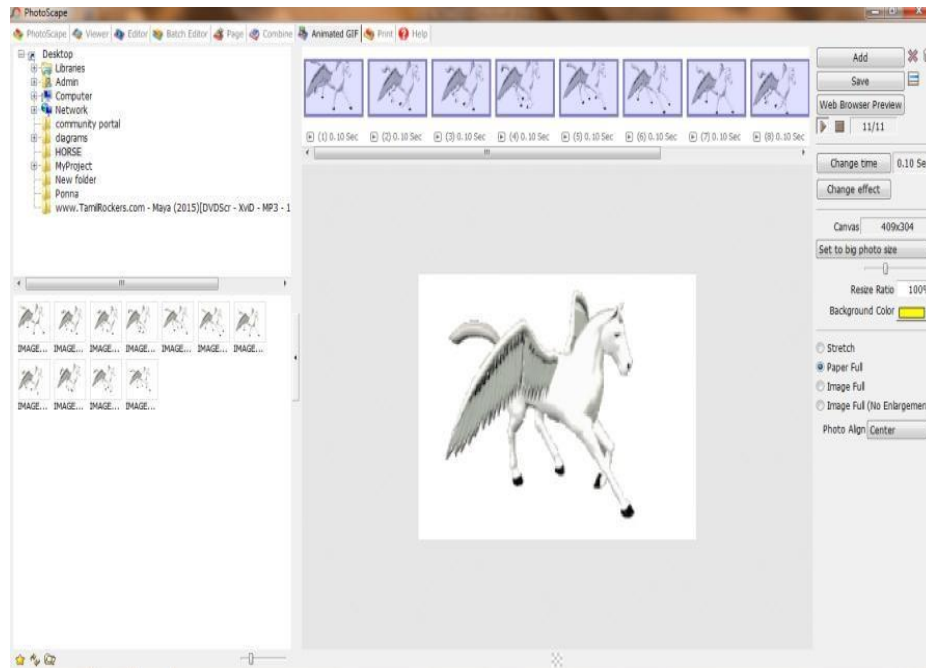 PhotoScape
PhotoScape Viewer Editor Batch Editor Page Combine Animated GIF Print Help
Desktop
Libraries
Admin
Computer
Network
community portal
diagrams
HORSE
MyProject
New folder
Ponna
www.TamilRockers.com - Maya (2015)[DVDScr - XviD - MP3 - 1
IMAGE... IMAGE... IMAGE... IMAGE... IMAGE... IMAGE... IMAGE...
IMAGE... IMAGE... IMAGE... IMAGE...
(1) 0.10 Sec (2) 0.10 Sec (3) 0.10 Sec (4) 0.10 Sec (5) 0.10 Sec (6) 0.10 Sec (7) 0.10 Sec (8) 0.10 Sec
Add
Save
Web Browser Preview
11/11
Change time 0.10 Se
Change effect
Canvas 409x304
Set to big photo size
Resize Ratio 100%
Background Color
Stretch
Paper Full
Image Full
Image Full (No Enlargemen
Photo Align Center